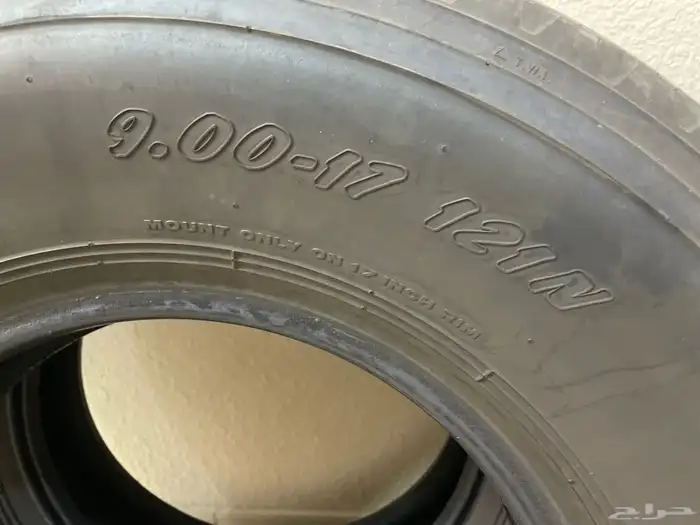 9.00-17 121N
MOUNT ONLY ON 17 INCH RIM
حراج